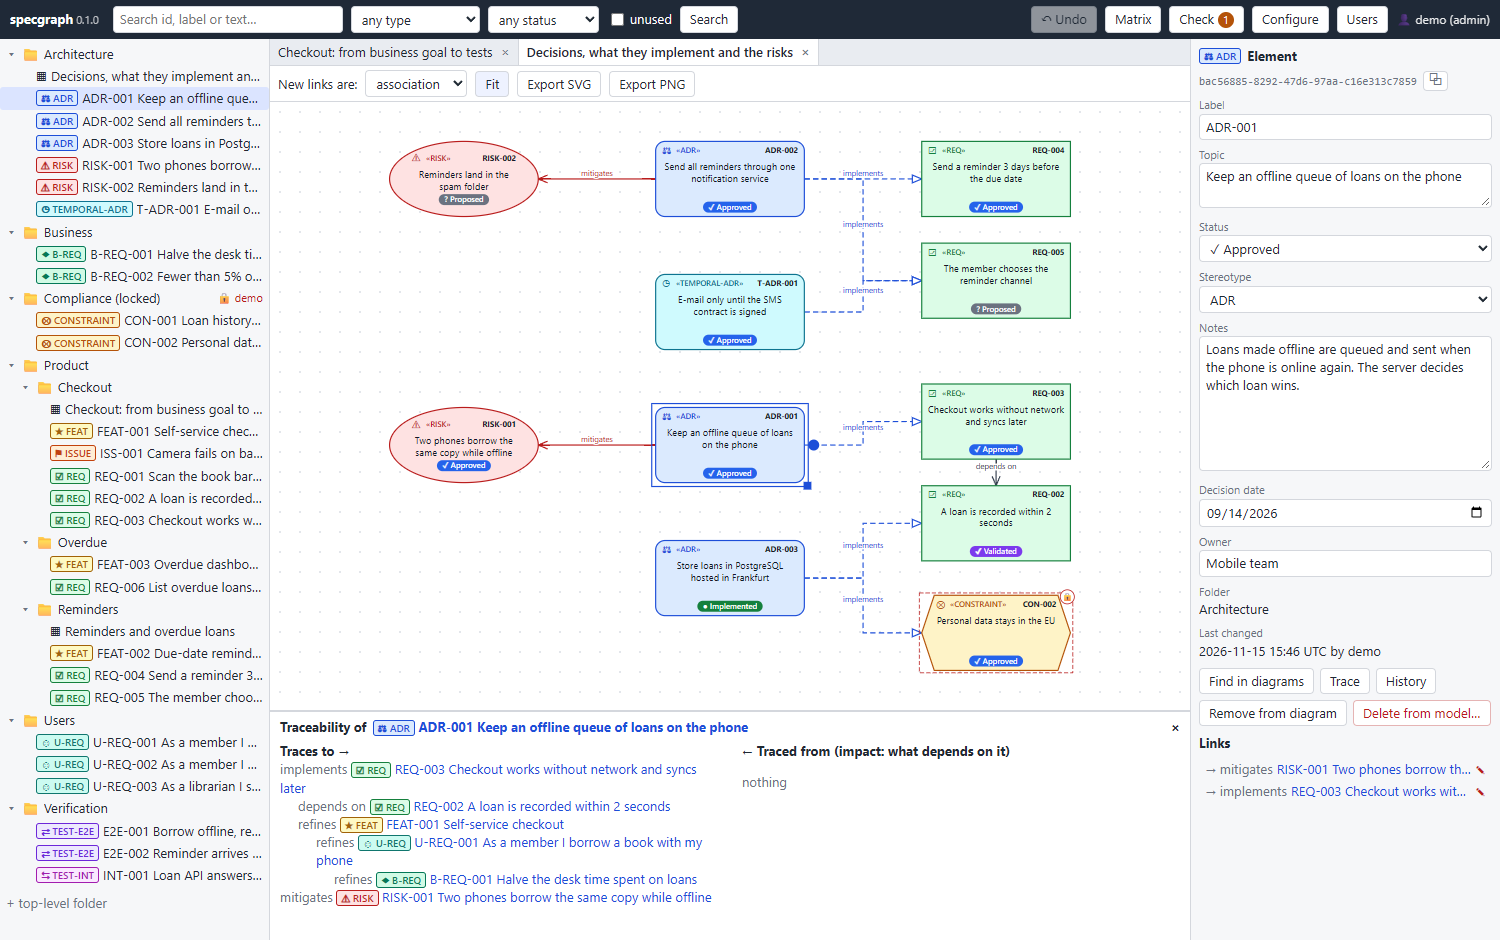 specgraph 0.1.0
Search id, label or text...
any type
any status
unused
Search
Undo
Matrix
Check 1
Configure
Users
demo (admin)
Architecture
Decisions, what they implement an...
ADR ADR-001 Keep an offline que...
ADR ADR-002 Send all reminders t...
ADR ADR-003 Store loans in Postg...
RISK RISK-001 Two phones borrow...
RISK RISK-002 Reminders land in t...
TEMPORAL-ADR T-ADR-001 E-mail o...
Business
B-REQ B-REQ-001 Halve the desk ti...
B-REQ B-REQ-002 Fewer than 5% o...
Compliance (locked) demo
CONSTRAINT CON-001 Loan history...
CONSTRAINT CON-002 Personal dat...
Product
Checkout
Checkout: from business goal to ...
FEAT FEAT-001 Self-service chec...
ISSUE ISS-001 Camera fails on ba...
REQ REQ-001 Scan the book bar...
REQ REQ-002 A loan is recorded...
REQ REQ-003 Checkout works w...
Overdue
FEAT FEAT-003 Overdue dashbo...
REQ REQ-006 List overdue loans...
Reminders
Reminders and overdue loans
FEAT FEAT-002 Due-date remind...
REQ REQ-004 Send a reminder 3...
REQ REQ-005 The member choo...
Users
U-REQ U-REQ-001 As a member I ...
U-REQ U-REQ-002 As a member I ...
U-REQ U-REQ-003 As a librarian I s...
Verification
TEST-E2E E2E-001 Borrow offline, re...
TEST-E2E E2E-002 Reminder arrives ...
TEST-INT INT-001 Loan API answers...
+ top-level folder
Checkout: from business goal to tests ×
Decisions, what they implement and the risks ×
New links are:
association
Fit
Export SVG
Export PNG
«RISK» RISK-002
Reminders land in the
spam folder
? Proposed
mitigates
«ADR» ADR-002
Send all reminders through one
notification service
✓ Approved
implements
implements
«REQ» REQ-004
Send a reminder 3 days before
the due date
✓ Approved
«REQ» REQ-005
The member chooses the
reminder channel
? Proposed
«TEMPORAL-ADR» T-ADR-001
E-mail only until the SMS
contract is signed
✓ Approved
implements
«RISK» RISK-001
Two phones borrow the
same copy while offline
✓ Approved
mitigates
«ADR» ADR-001
Keep an offline queue of loans
on the phone
✓ Approved
implements
«REQ» REQ-003
Checkout works without network
and syncs later
✓ Approved
depends on
«REQ» REQ-002
A loan is recorded within 2
seconds
✓ Validated
«ADR» ADR-003
Store loans in PostgreSQL
hosted in Frankfurt
● Implemented
implements
implements
«CONSTRAINT» CON-002
Personal data stays in the EU
✓ Approved
Traceability of ADR ADR-001 Keep an offline queue of loans on the phone ×
Traces to →
implements REQ REQ-003 Checkout works without network and syncs
later
depends on REQ REQ-002 A loan is recorded within 2 seconds
refines FEAT FEAT-001 Self-service checkout
refines U-REQ U-REQ-001 As a member I borrow a book with my
phone
refines B-REQ B-REQ-001 Halve the desk time spent on loans
mitigates RISK RISK-001 Two phones borrow the same copy while offline
← Traced from (impact: what depends on it)
nothing
ADR Element
bac56885-8292-47d6-97aa-c16e313c7859
Label
ADR-001
Topic
Keep an offline queue of loans on the phone
Status
✓ Approved
Stereotype
ADR
Notes
Loans made offline are queued and sent when
the phone is online again. The server decides
which loan wins.
Decision date
09/14/2026
Owner
Mobile team
Folder
Architecture
Last changed
2026-11-15 15:46 UTC by demo
Find in diagrams
Trace
History
Remove from diagram
Delete from model...
Links
→ mitigates RISK-001 Two phones borrow th...
→ implements REQ-003 Checkout works wit...